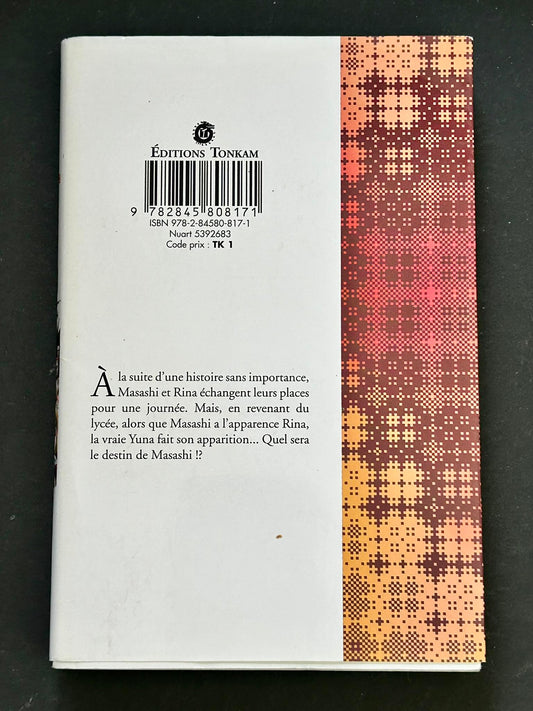 ÉDITIONS TONKAM
9 782845 808171
ISBN 978-2-84580-817-1
Nuart 5392683
Code prix : TK 1
À la suite d'une histoire sans importance,
Masashi et Rina échangent leurs places
pour une journée. Mais, en revenant du
lycée, alors que Masashi a l'apparence Rina,
la vraie Yuna fait son apparition... Quel sera
le destin de Masashi !?